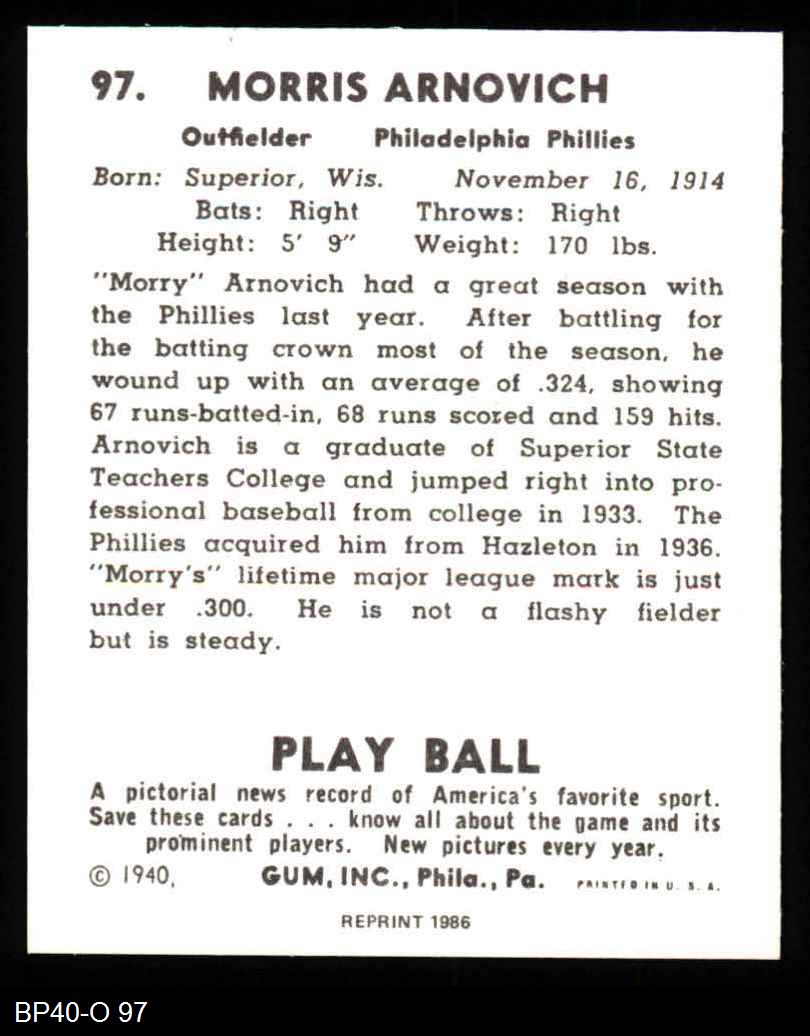 97. MORRIS ARNOVICH
Outfielder Philadelphia Phillies
Born: Superior, Wis. November 16, 1914
Bats: Right Throws: Right
Height: 5' 9" Weight: 170 lbs.
"Morry" Arnovich had a great season with
the Phillies last year. After battling for
the batting crown most of the season, he
wound up with an average of .324, showing
67 runs-batted-in, 68 runs scored and 159 hits.
Arnovich is a graduate of Superior State
Teachers College and jumped right into pro-
fessional baseball from college in 1933. The
Phillies acquired him from Hazleton in 1936.
"Morry's" lifetime major league mark is just
under .300. He is not a flashy fielder
but is steady.
PLAY BALL
A pictorial news record of America's favorite sport.
Save these cards . . . know all about the game and its
prominent players. New pictures every year.
© 1940, GUM, INC., Phila., Pa. PRINTED IN U. S. A.
REPRINT 1986
BP40-O 97